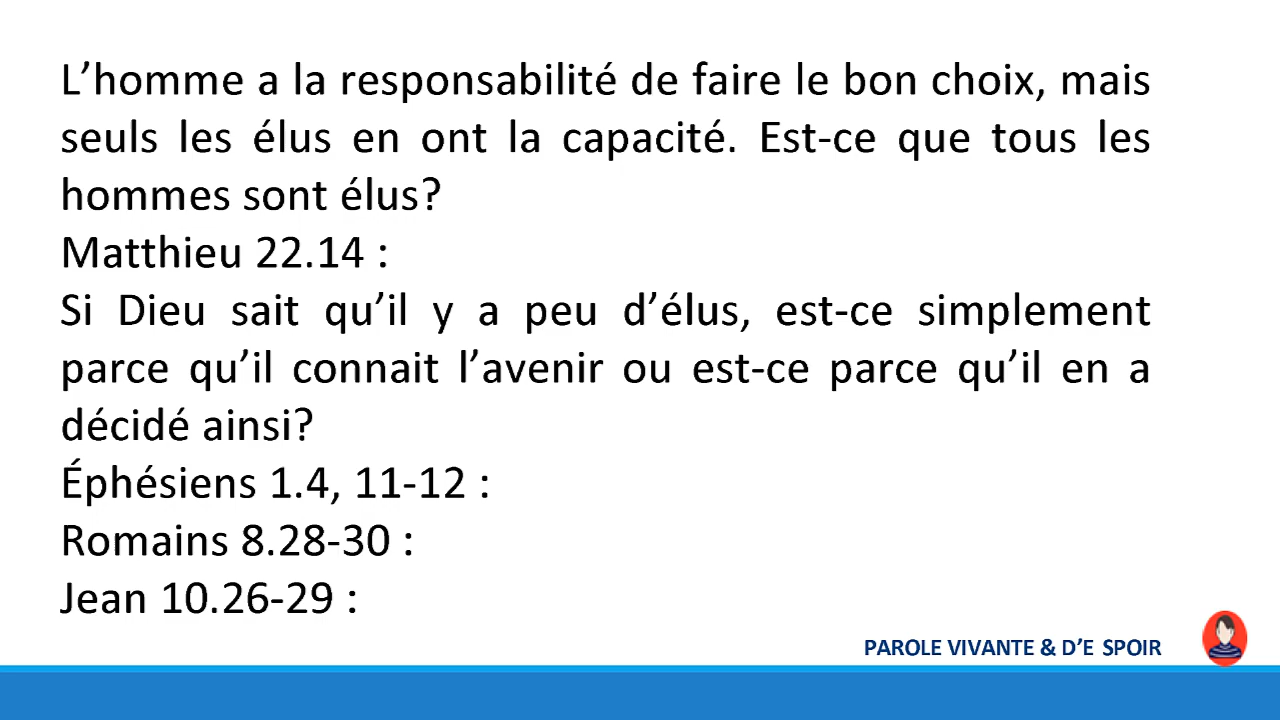 L’homme a la responsabilité de faire le bon choix, mais
seuls les élus en ont la capacité. Est-ce que tous les
hommes sont élus?
Matthieu 22.14 :
Si Dieu sait qu’il y a peu d’élus, est-ce simplement
parce qu’il connait l’avenir ou est-ce parce qu’il en a
décidé ainsi?
Éphésiens 1.4, 11-12 :
Romains 8.28-30 :
Jean 10.26-29 :
PAROLE VIVANTE & D’E SPOIR